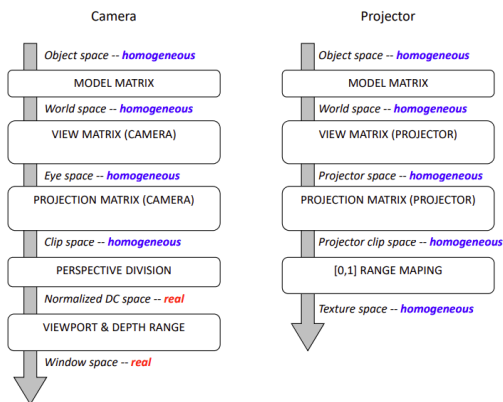 Camera
Object space -- homogeneous
MODEL MATRIX
World space -- homogeneous
VIEW MATRIX (CAMERA)
Eye space -- homogeneous
PROJECTION MATRIX (CAMERA)
Clip space -- homogeneous
PERSPECTIVE DIVISION
Normalized DC space -- real
VIEWPORT & DEPTH RANGE
Window space -- real
Projector
Object space -- homogeneous
MODEL MATRIX
World space -- homogeneous
VIEW MATRIX (PROJECTOR)
Projector space -- homogeneous
PROJECTION MATRIX (PROJECTOR)
Projector clip space -- homogeneous
[0,1] RANGE MAPING
Texture space -- homogeneous